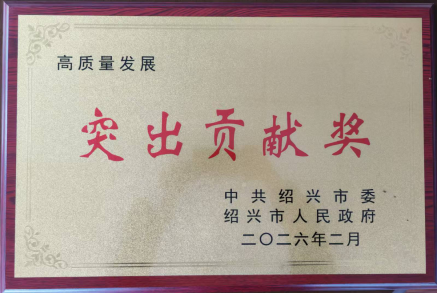 高质量发展
突出贡献奖
中共绍兴市委
绍兴市人民政府
二〇二六年二月